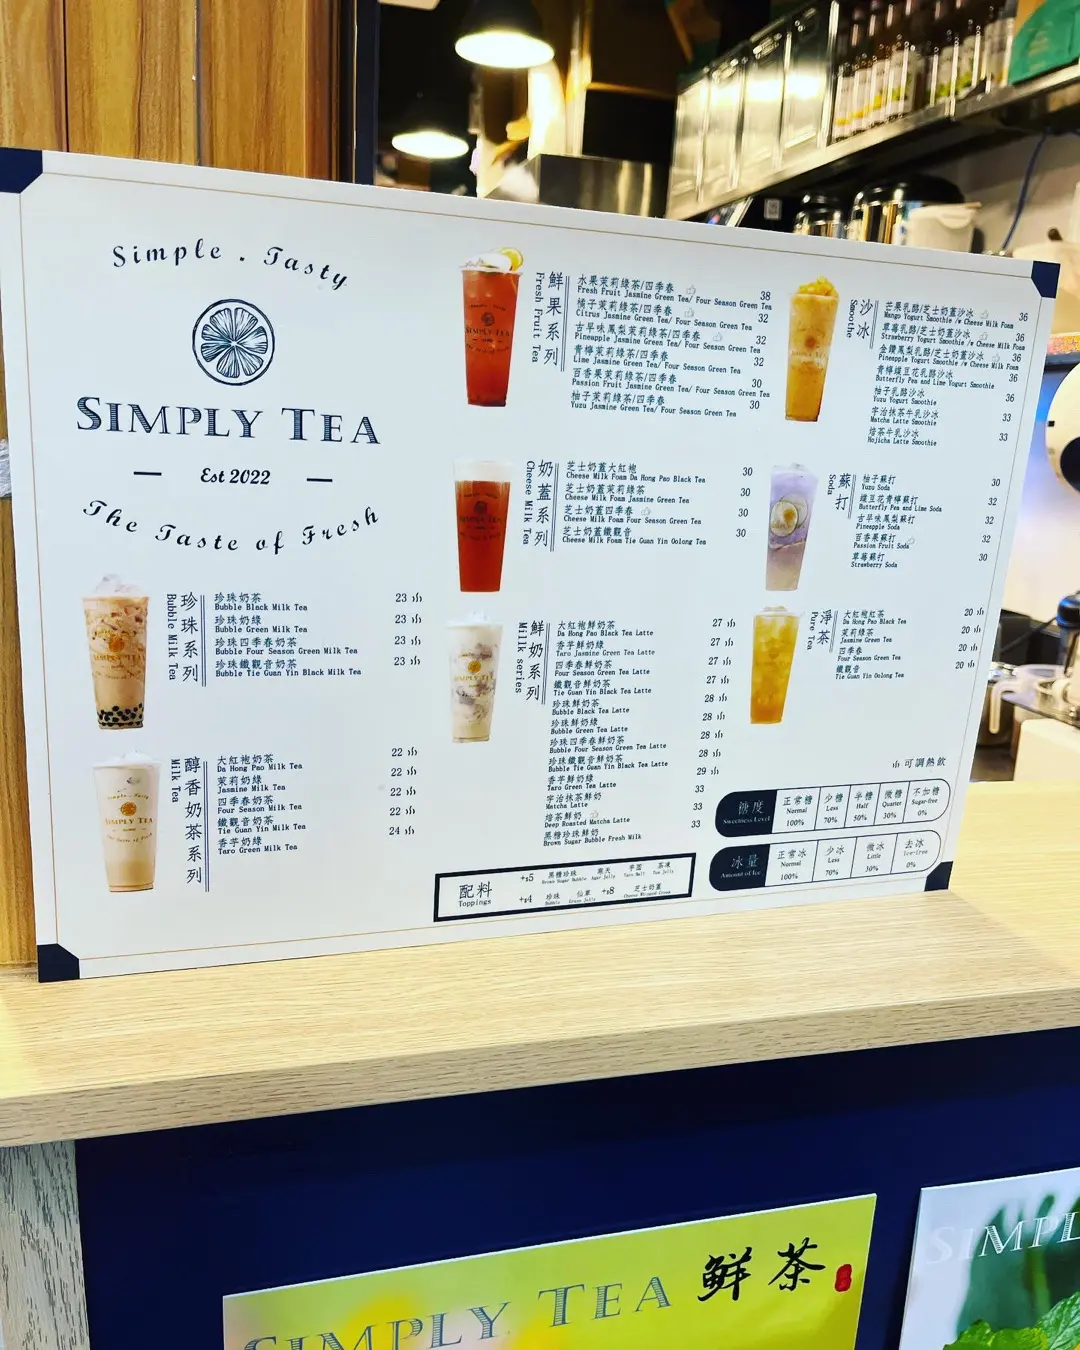 Simple . Tasty
SIMPLY TEA
Est 2022
The Taste of Fresh
珍珠系列
Bubble Milk Tea
珍珠奶茶 23
Bubble Black Milk Tea
珍珠奶綠 23
Bubble Green Milk Tea
珍珠四季春奶茶 23
Bubble Four Season Green Milk Tea
珍珠鐵觀音奶茶 23
Bubble Tie Guan Yin Black Milk Tea
醇香奶茶系列
Milk Tea
大紅袍奶茶 22
Da Hong Pao Milk Tea
茉莉奶綠 22
Jasmine Milk Tea
四季春奶茶 22
Four Season Milk Tea
鐵觀音奶茶 22
Tie Guan Yin Milk Tea
香芋奶綠 24
Taro Green Milk Tea
鮮果系列
Fresh Fruit Tea
水果茉莉綠茶/四季春 38
Fresh Fruit Jasmine Green Tea/ Four Season Green Tea
橘子茉莉綠茶/四季春 32
Citrus Jasmine Green Tea/ Four Season Green Tea
古早味鳳梨茉莉綠茶/四季春 32
Pineapple Jasmine Green Tea/ Four Season Green Tea
青檸茉莉綠茶/四季春 32
Lime Jasmine Green Tea/ Four Season Green Tea
百香果茉莉綠茶/四季春 30
Passion Fruit Jasmine Green Tea/ Four Season Green Tea
柚子茉莉綠茶/四季春 30
Yuzu Jasmine Green Tea/ Four Season Green Tea
奶蓋系列
Cheese Milk Tea
芝士奶蓋大紅袍 30
Cheese Milk Foam Da Hong Pao Black Tea
芝士奶蓋茉莉綠茶 30
Cheese Milk Foam Jasmine Green Tea
芝士奶蓋四季春 30
Cheese Milk Foam Four Season Green Tea
芝士奶蓋鐵觀音 30
Cheese Milk Foam Tie Guan Yin Oolong Tea
鮮奶系列
Milk series
大紅袍鮮奶茶 27
Da Hong Pao Black Tea Latte
香芋鮮奶綠 27
Taro Jasmine Green Tea Latte
四季春鮮奶茶 27
Four Season Green Tea Latte
鐵觀音鮮奶茶 27
Tie Guan Yin Black Tea Latte
珍珠鮮奶茶 28
Bubble Black Tea Latte
珍珠鮮奶綠 28
Bubble Green Tea Latte
珍珠四季春鮮奶茶 28
Bubble Four Season Green Tea Latte
珍珠鐵觀音鮮奶茶 28
Bubble Tie Guan Yin Black Tea Latte
香芋鮮奶綠 29
Taro Green Tea Latte
宇治抹茶鮮奶 33
Matcha Latte
焙茶鮮奶 33
Deep Roasted Matcha Latte
黑糖珍珠鮮奶 33
Brown Sugar Bubble Fresh Milk
沙冰
Smoothe
芒果乳酪/芝士奶蓋沙冰 36
Mango Yogurt Smoothie /w Cheese Milk Foam
草莓乳酪/芝士奶蓋沙冰 36
Strawberry Yogurt Smoothie /w Cheese Milk Foam
金鑽鳳梨乳酪/芝士奶蓋沙冰 36
Pineapple Yogurt Smoothie /w Cheese Milk Foam
青檸蝶豆花乳酪沙冰 36
Butterfly Pea and Lime Yogurt Smoothie
柚子乳酪沙冰 36
Yuzu Yogurt Smoothie
宇治抹茶牛乳沙冰 33
Matcha Latte Smoothie
焙茶牛乳沙冰 33
Hojicha Latte Smoothie
蘇打
Soda
柚子蘇打 30
Yuzu Soda
蝶豆花青檸蘇打 32
Butterfly Pea and Lime Soda
古早味鳳梨蘇打 32
Pineapple Soda
百香果蘇打 32
Passion Fruit Soda
草莓蘇打 30
Strawberry Soda
淨茶
Pure Tea
大紅袍紅茶 20
Da Hong Pao Black Tea
茉莉綠茶 20
Jasmine Green Tea
四季春 20
Four Season Green Tea
鐵觀音 20
Tie Guan Yin Oolong Tea
可調熱飲
糖度 正常糖 少糖 半糖 微糖 不加糖
Sweetness Level Normal Less Half Quarter Sugar-free
100% 70% 50% 30% 0%
冰量 正常冰 少冰 微冰 去冰
Amount of Ice Normal Less Little Ice-free
100% 70% 30% 0%
配料
Toppings
+$5 黑糖珍珠 寒天 芋圓 茶凍
Brown Sugar Bubble Agar Jelly Taro Ball Tea Jelly
+$4 珍珠 仙草 +$8 芝士奶蓋
Bubble Grass Jelly Cheese Whipped Cream
SIMPLY TEA 鮮茶
SIMPL